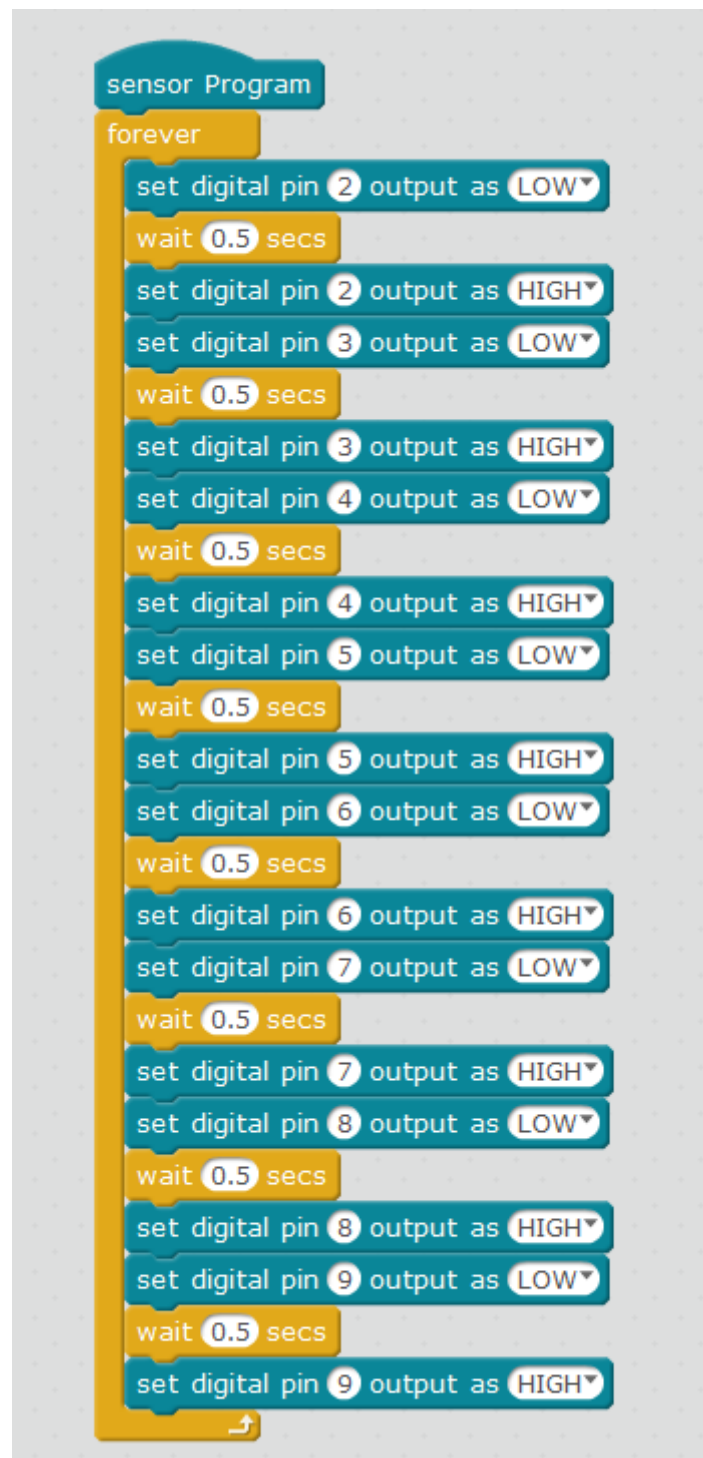 sensor Program
forever
set digital pin 2 output as LOW
wait 0.5 secs
set digital pin 2 output as HIGH
set digital pin 3 output as LOW
wait 0.5 secs
set digital pin 3 output as HIGH
set digital pin 4 output as LOW
wait 0.5 secs
set digital pin 4 output as HIGH
set digital pin 5 output as LOW
wait 0.5 secs
set digital pin 5 output as HIGH
set digital pin 6 output as LOW
wait 0.5 secs
set digital pin 6 output as HIGH
set digital pin 7 output as LOW
wait 0.5 secs
set digital pin 7 output as HIGH
set digital pin 8 output as LOW
wait 0.5 secs
set digital pin 8 output as HIGH
set digital pin 9 output as LOW
wait 0.5 secs
set digital pin 9 output as HIGH